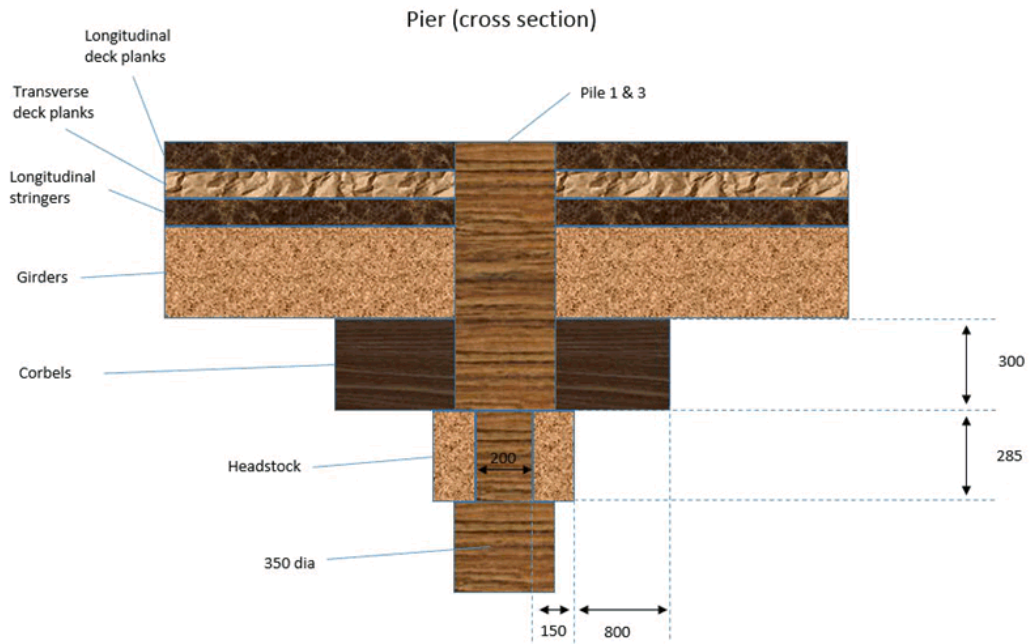 Pier (cross section)
Longitudinal
deck planks
Transverse
deck planks
Pile 1 & 3
Longitudinal
stringers
Girders
Corbels
300
Headstock
200
285
350 dia
150
800